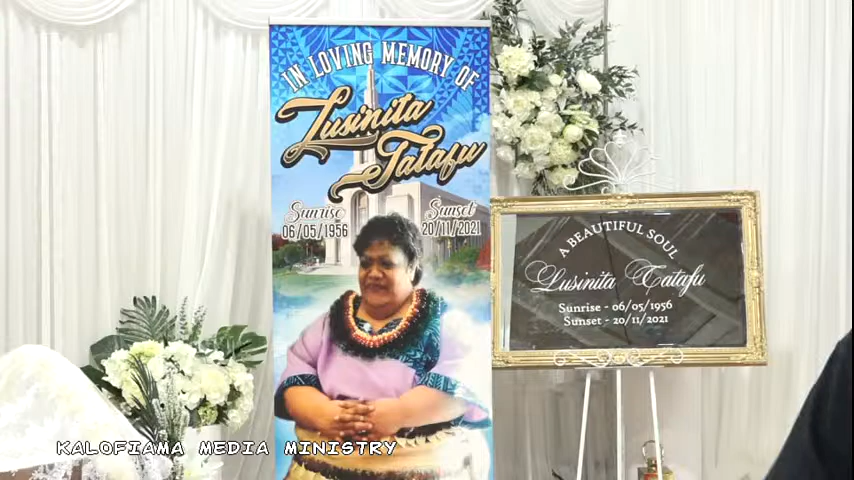 IN LOVING MEMORY OF
Lusinita
Tatafu
Sunrise
06/05/1956
Sunset
20/11/2021
A BEAUTIFUL SOUL
Lusinita Tatafu
Sunrise - 06/05/1956
Sunset - 20/11/2021
KALOFIAMA MEDIA MINISTRY